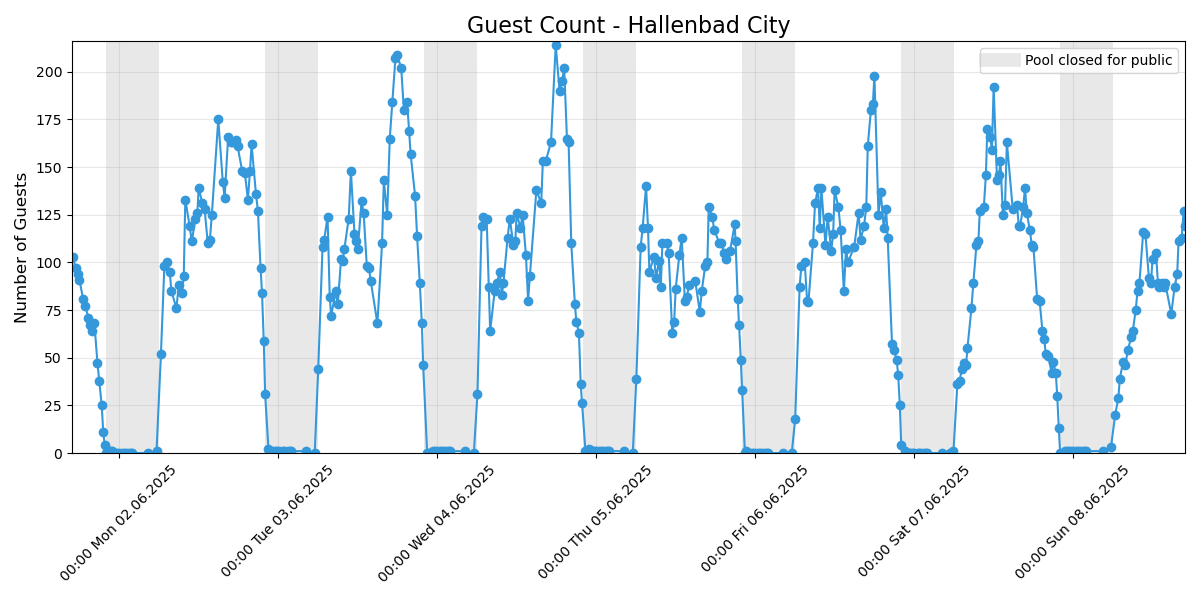 Guest Count - Hallenbad City
Pool closed for public
Number of Guests
200
175
150
125
100
75
50
25
0
00:00 Mon 02.06.2025
00:00 Tue 03.06.2025
00:00 Wed 04.06.2025
00:00 Thu 05.06.2025
00:00 Fri 06.06.2025
00:00 Sat 07.06.2025
00:00 Sun 08.06.2025